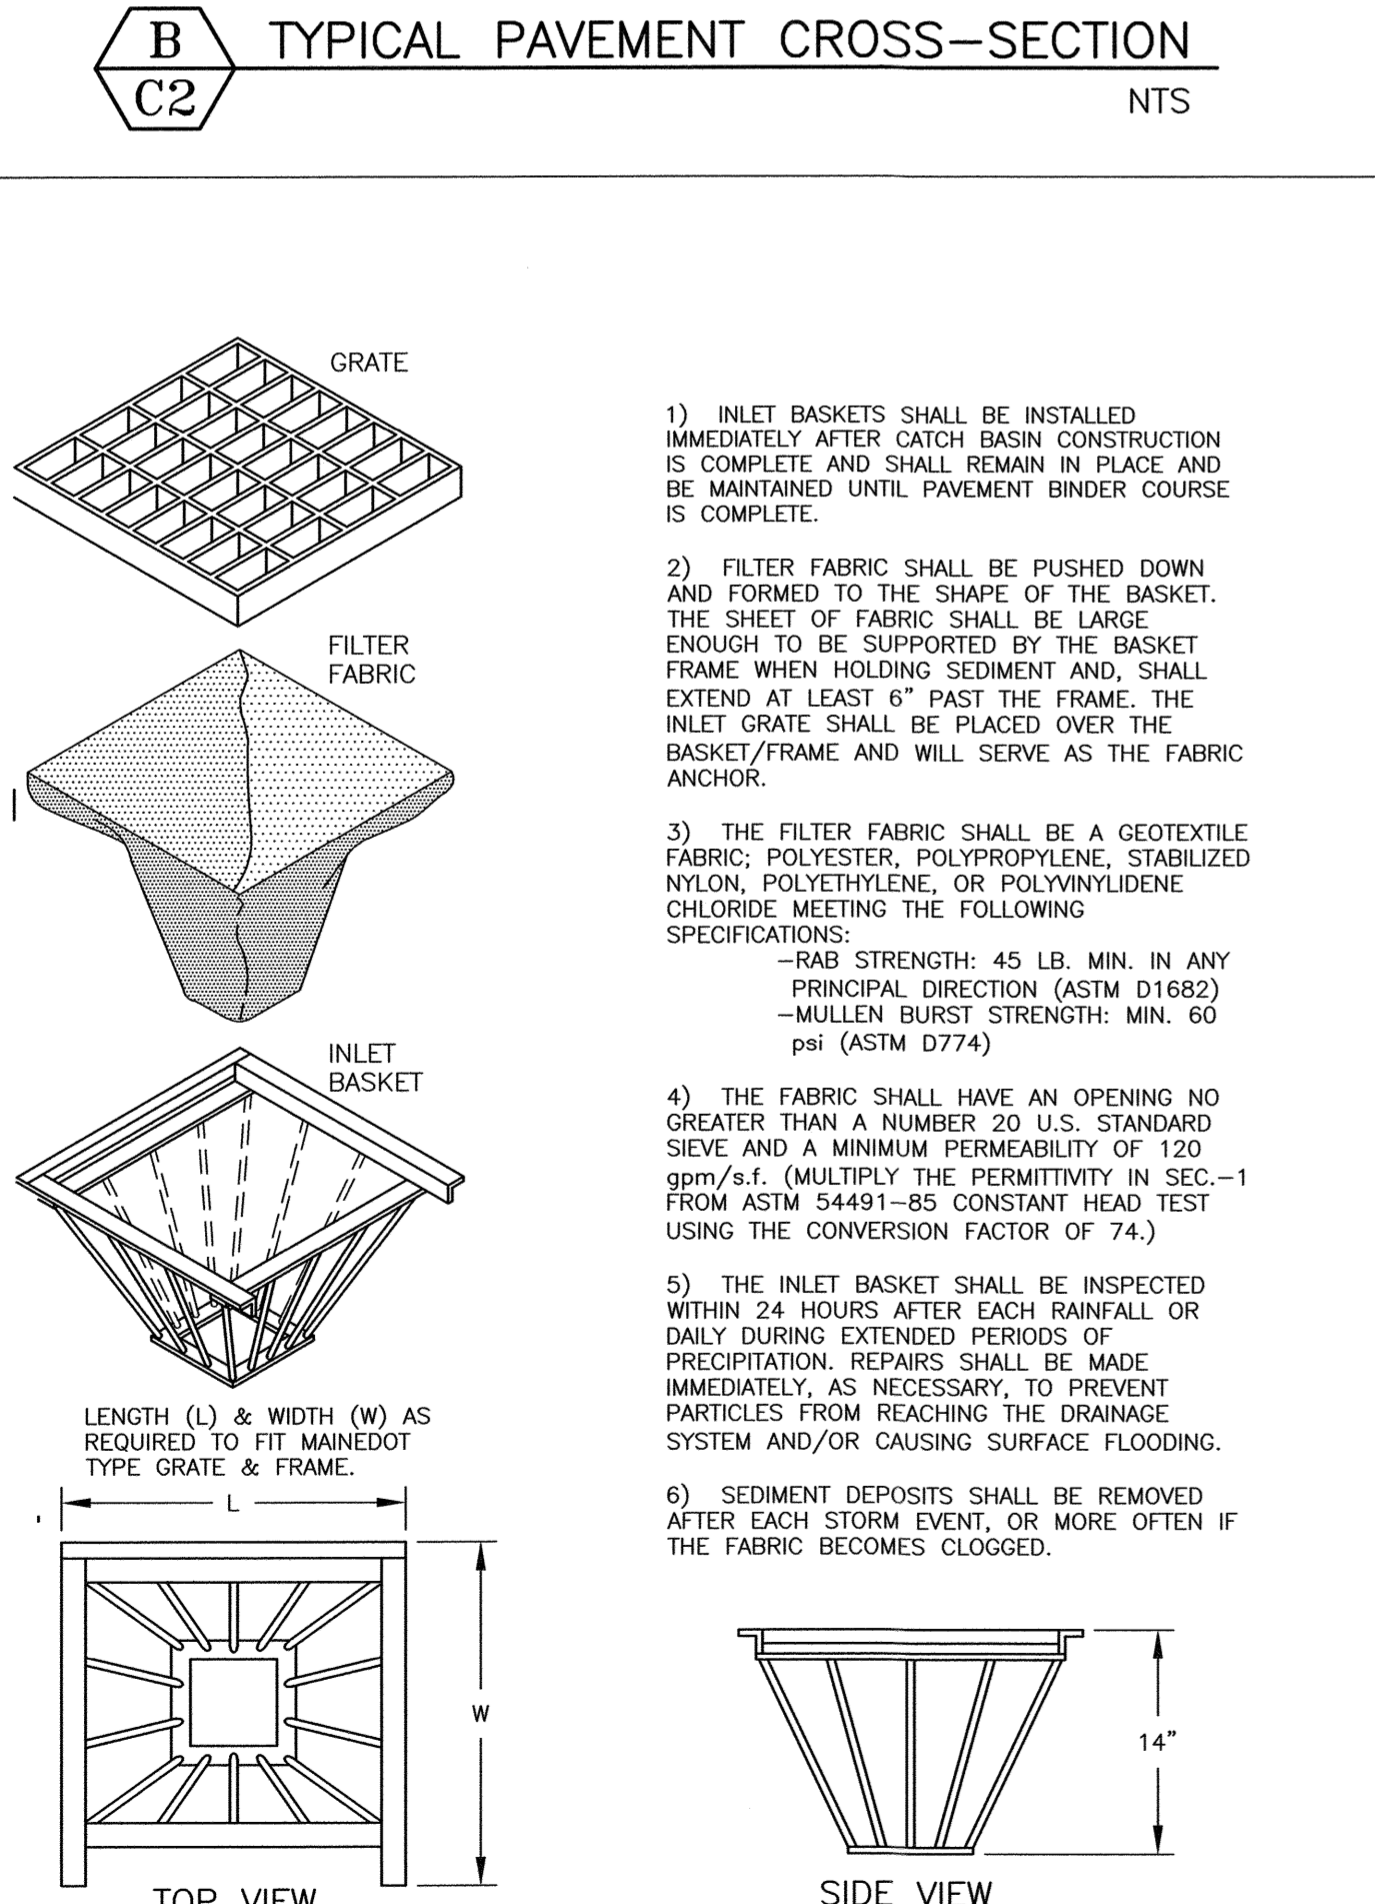 B
C2
TYPICAL PAVEMENT CROSS–SECTION
NTS
GRATE
FILTER
FABRIC
INLET
BASKET
LENGTH (L) & WIDTH (W) AS
REQUIRED TO FIT MAINEDOT
TYPE GRATE & FRAME.
L
W
TOP VIEW
1) INLET BASKETS SHALL BE INSTALLED
IMMEDIATELY AFTER CATCH BASIN CONSTRUCTION
IS COMPLETE AND SHALL REMAIN IN PLACE AND
BE MAINTAINED UNTIL PAVEMENT BINDER COURSE
IS COMPLETE.
2) FILTER FABRIC SHALL BE PUSHED DOWN
AND FORMED TO THE SHAPE OF THE BASKET.
THE SHEET OF FABRIC SHALL BE LARGE
ENOUGH TO BE SUPPORTED BY THE BASKET
FRAME WHEN HOLDING SEDIMENT AND, SHALL
EXTEND AT LEAST 6” PAST THE FRAME. THE
INLET GRATE SHALL BE PLACED OVER THE
BASKET/FRAME AND WILL SERVE AS THE FABRIC
ANCHOR.
3) THE FILTER FABRIC SHALL BE A GEOTEXTILE
FABRIC; POLYESTER, POLYPROPYLENE, STABILIZED
NYLON, POLYETHYLENE, OR POLYVINYLIDENE
CHLORIDE MEETING THE FOLLOWING
SPECIFICATIONS:
–RAB STRENGTH: 45 LB. MIN. IN ANY
PRINCIPAL DIRECTION (ASTM D1682)
–MULLEN BURST STRENGTH: MIN. 60
psi (ASTM D774)
4) THE FABRIC SHALL HAVE AN OPENING NO
GREATER THAN A NUMBER 20 U.S. STANDARD
SIEVE AND A MINIMUM PERMEABILITY OF 120
gpm/s.f. (MULTIPLY THE PERMITTIVITY IN SEC.–1
FROM ASTM 54491–85 CONSTANT HEAD TEST
USING THE CONVERSION FACTOR OF 74.)
5) THE INLET BASKET SHALL BE INSPECTED
WITHIN 24 HOURS AFTER EACH RAINFALL OR
DAILY DURING EXTENDED PERIODS OF
PRECIPITATION. REPAIRS SHALL BE MADE
IMMEDIATELY, AS NECESSARY, TO PREVENT
PARTICLES FROM REACHING THE DRAINAGE
SYSTEM AND/OR CAUSING SURFACE FLOODING.
6) SEDIMENT DEPOSITS SHALL BE REMOVED
AFTER EACH STORM EVENT, OR MORE OFTEN IF
THE FABRIC BECOMES CLOGGED.
14”
SIDE VIEW